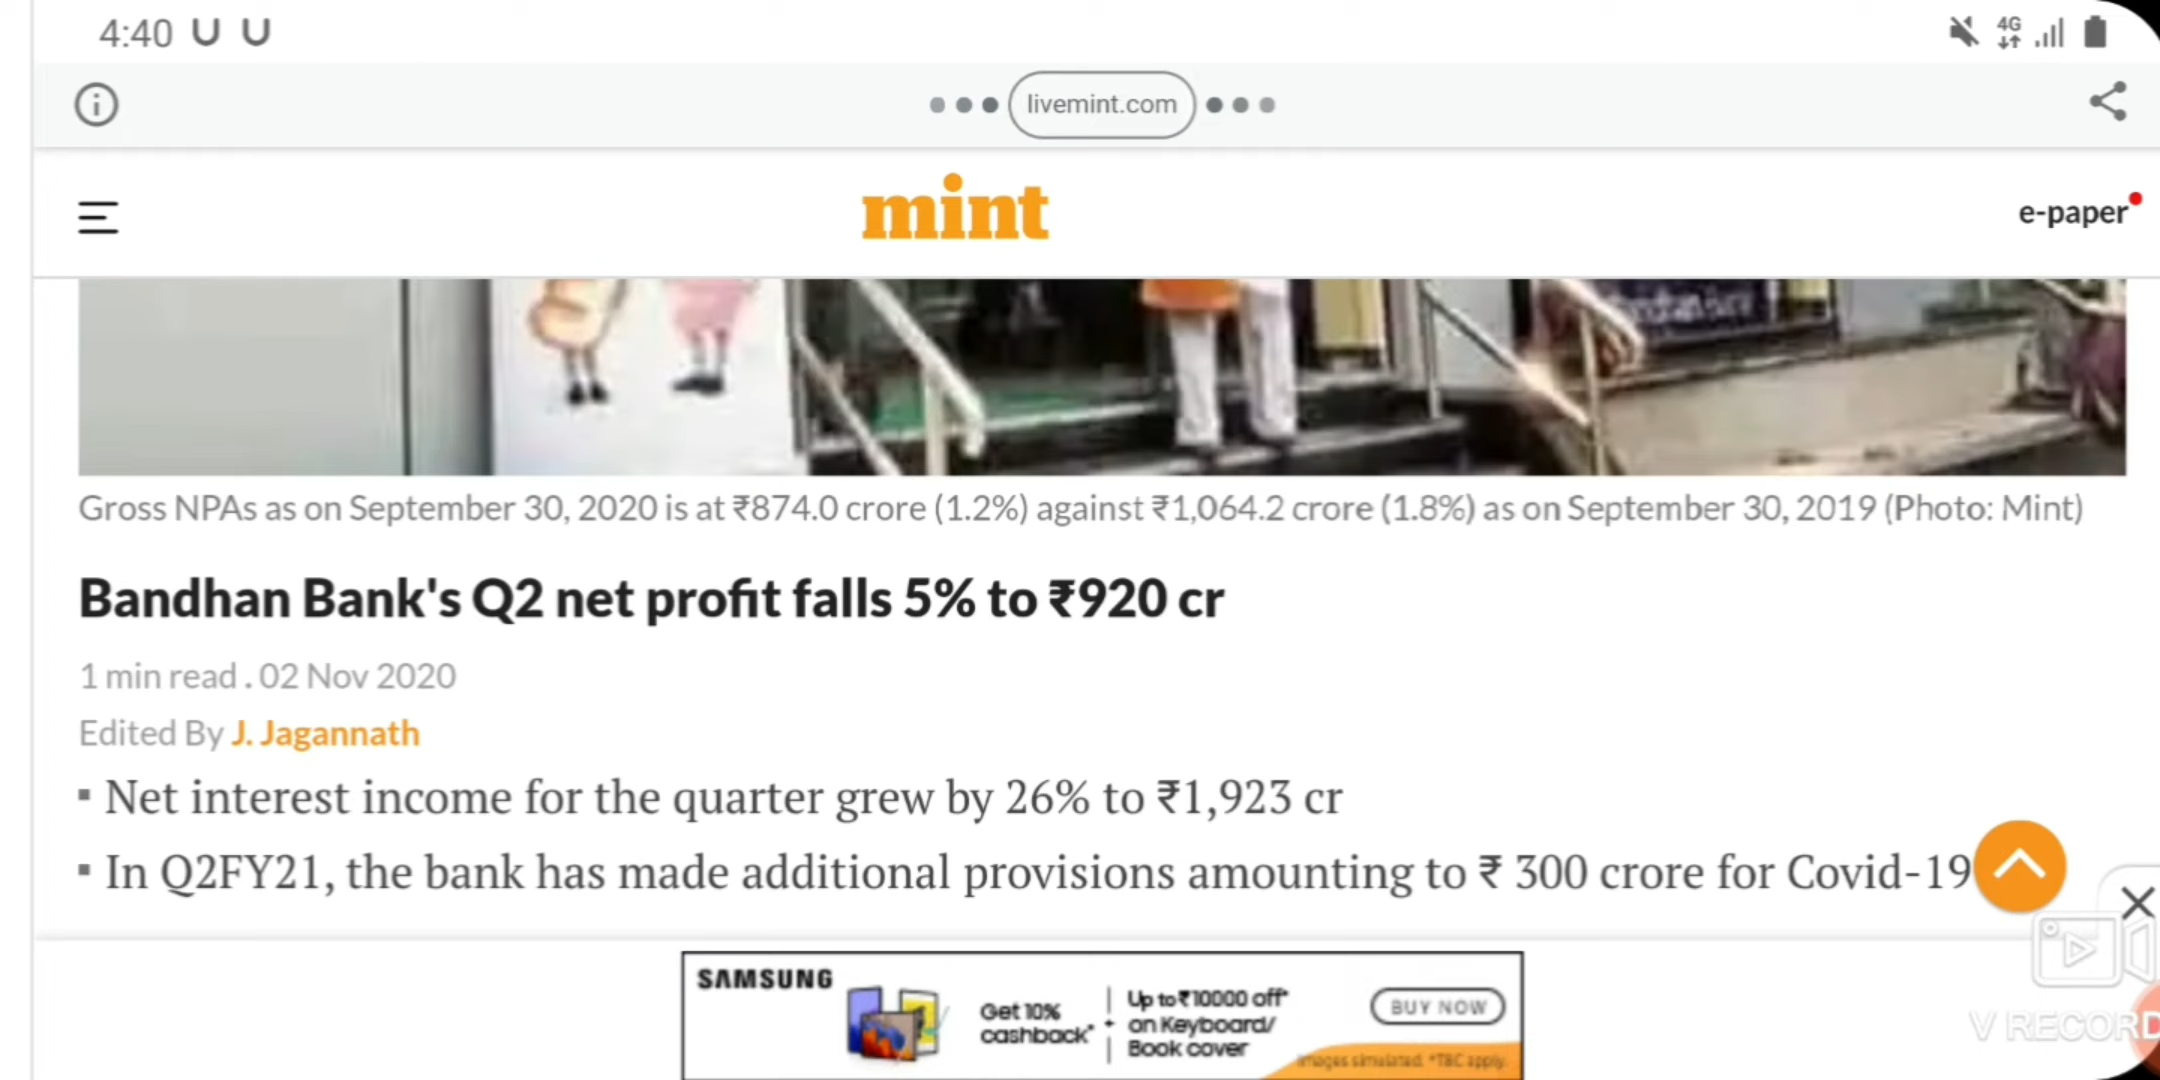 4:40
4G
livemint.com
mint
e-paper
Gross NPAs as on September 30, 2020 is at ₹874.0 crore (1.2%) against ₹1,064.2 crore (1.8%) as on September 30, 2019 (Photo: Mint)
Bandhan Bank's Q2 net profit falls 5% to ₹920 cr
1 min read . 02 Nov 2020
Edited By J. Jagannath
▪ Net interest income for the quarter grew by 26% to ₹1,923 cr
▪ In Q2FY21, the bank has made additional provisions amounting to ₹ 300 crore for Covid-19
SAMSUNG
Get 10%
cashback*
+
Up to ₹10000 off*
on Keyboard/
Book cover
BUY NOW
Images simulated. *T&C apply.
V RECORD